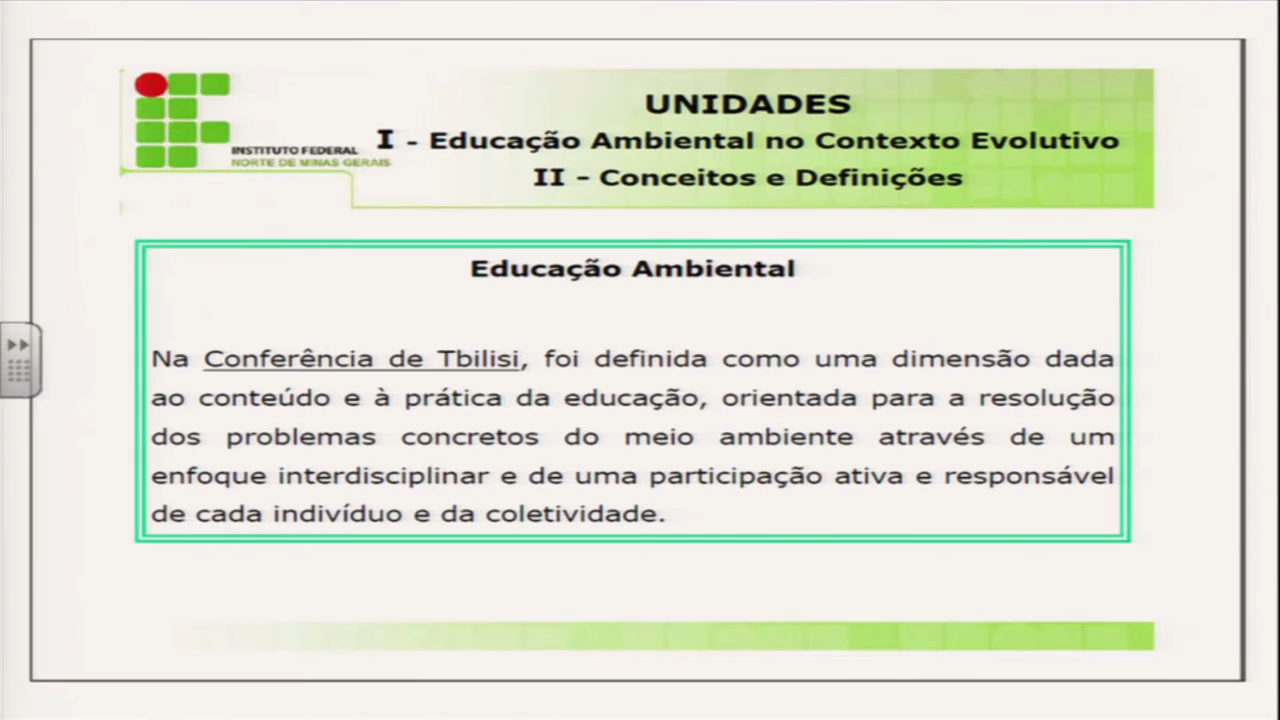 INSTITUTO FEDERAL
NORTE DE MINAS GERAIS
UNIDADES
I - Educação Ambiental no Contexto Evolutivo
II – Conceitos e Definições
Educação Ambiental
Na Conferência de Tbilisi, foi definida como uma dimensão dada
ao conteúdo e à prática da educação, orientada para a resolução
dos problemas concretos do meio ambiente através de um
enfoque interdisciplinar e de uma participação ativa e responsável
de cada indivíduo e da coletividade.